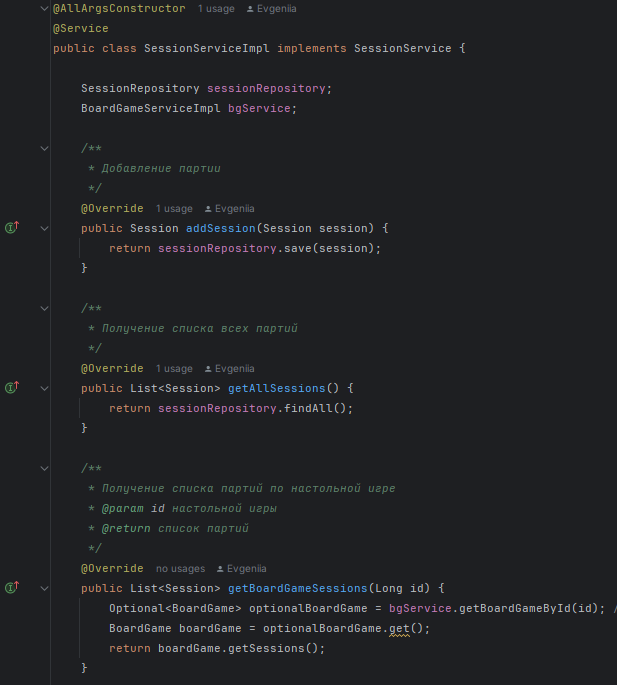 @AllArgsConstructor 1 usage Evgeniia
@Service
public class SessionServiceImpl implements SessionService {
SessionRepository sessionRepository;
BoardGameServiceImpl bgService;
/**
* Добавление партии
*/
@Override 1 usage Evgeniia
public Session addSession(Session session) {
return sessionRepository.save(session);
}
/**
* Получение списка всех партий
*/
@Override 1 usage Evgeniia
public List<Session> getAllSessions() {
return sessionRepository.findAll();
}
/**
* Получение списка партий по настольной игре
* @param id настольной игры
* @return список партий
*/
@Override no usages Evgeniia
public List<Session> getBoardGameSessions(Long id) {
Optional<BoardGame> optionalBoardGame = bgService.getBoardGameById(id); /
BoardGame boardGame = optionalBoardGame.get();
return boardGame.getSessions();
}